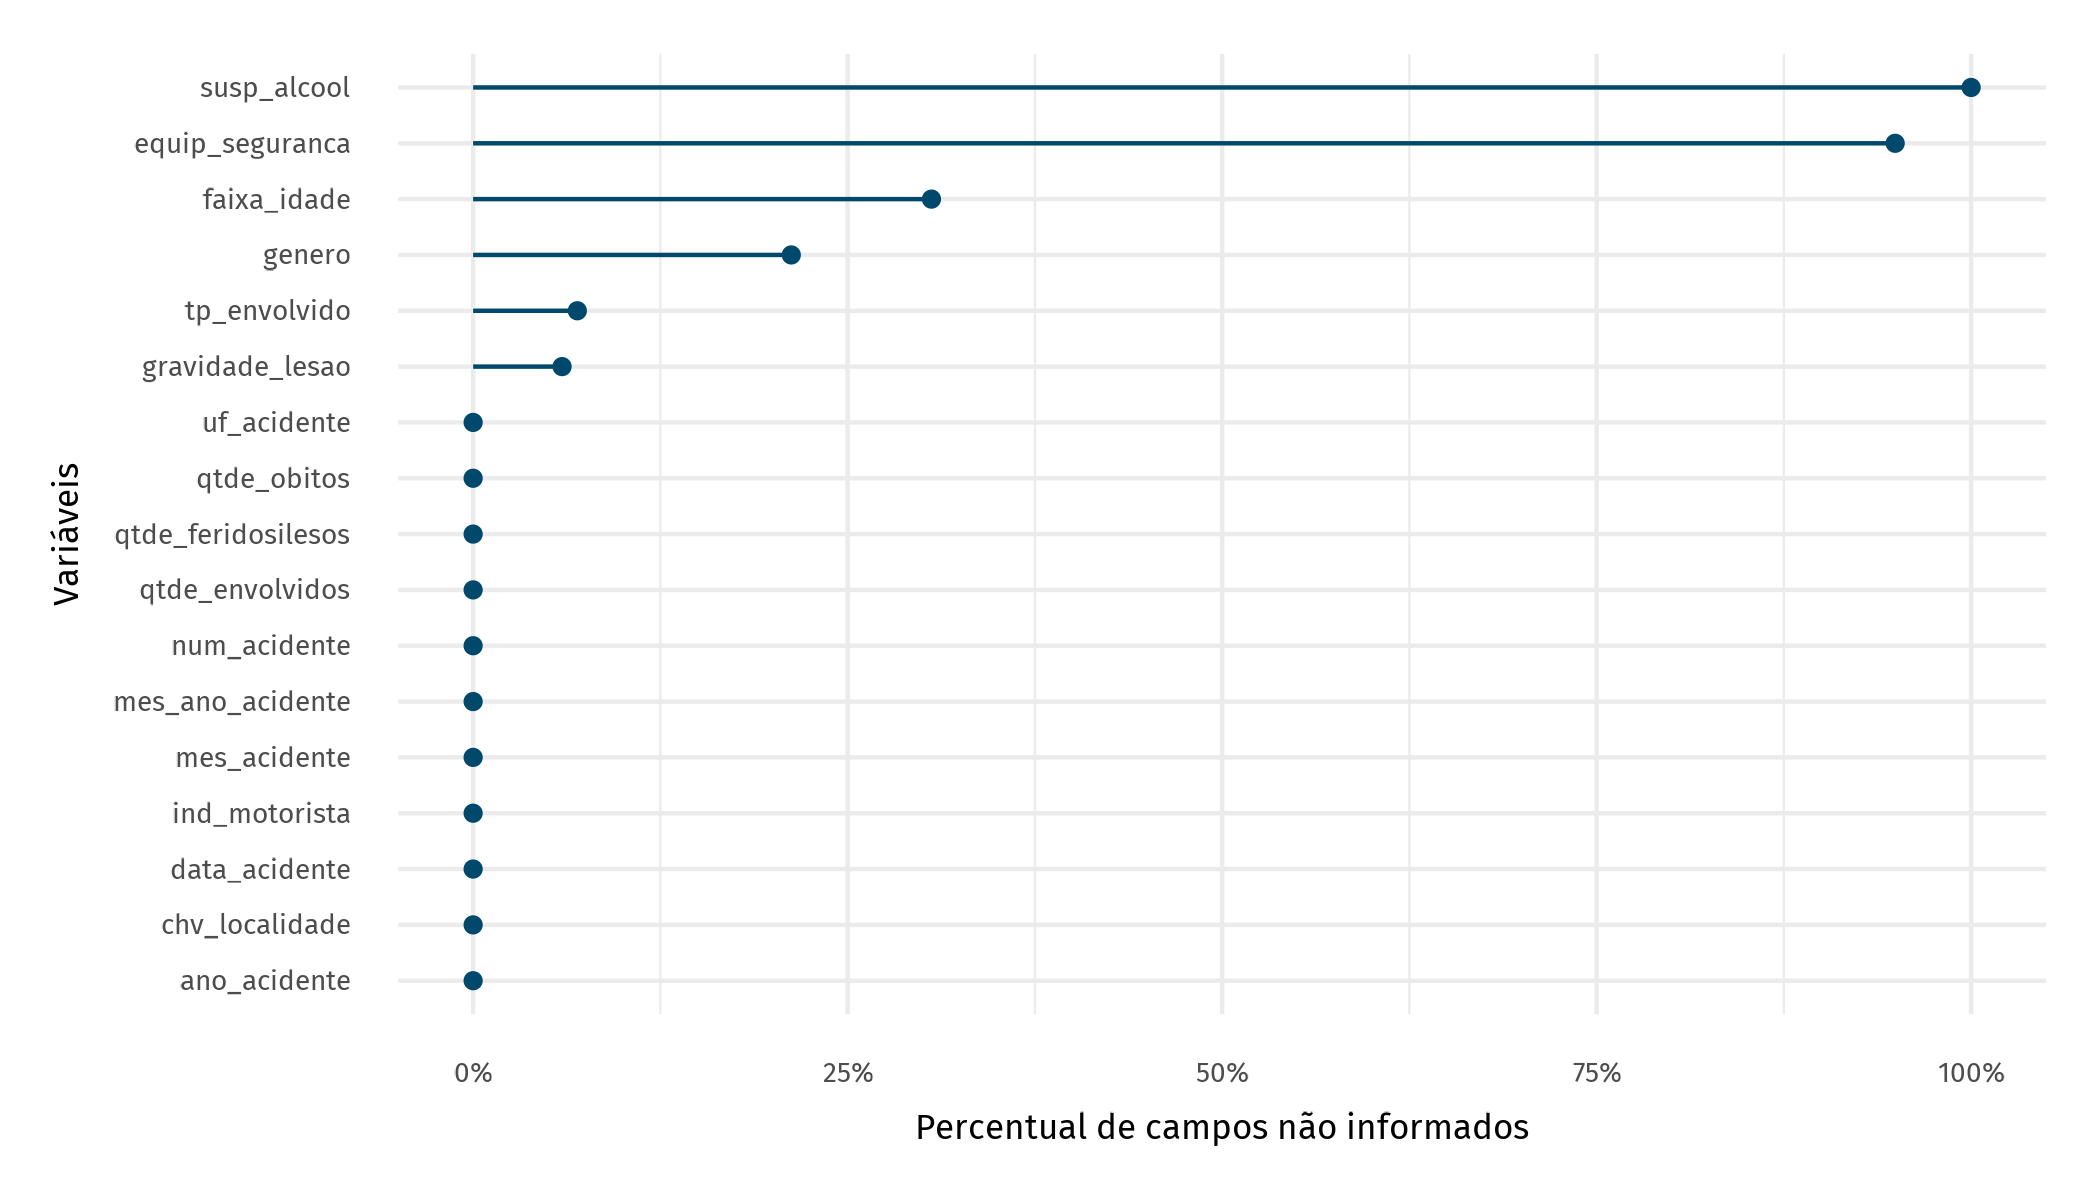 susp_alcool
equip_seguranca
faixa_idade
genero
tp_envolvido
gravidade_lesao
uf_acidente
qtde_obitos
qtde_feridosilesos
qtde_envolvidos
num_acidente
mes_ano_acidente
mes_acidente
ind_motorista
data_acidente
chv_localidade
ano_acidente
Variáveis
0% 25% 50% 75% 100%
Percentual de campos não informados